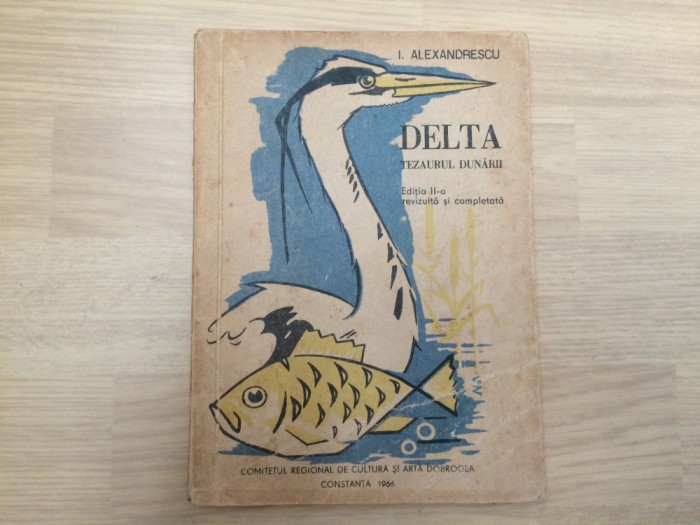 I. ALEXANDRESCU
DELTA
TEZAURUL DUNĂRII
Ediția II-a
revizuită și completată
COMITETUL REGIONAL DE CULTURĂ ȘI ARTĂ DOBROGEA
CONSTANȚA 1966